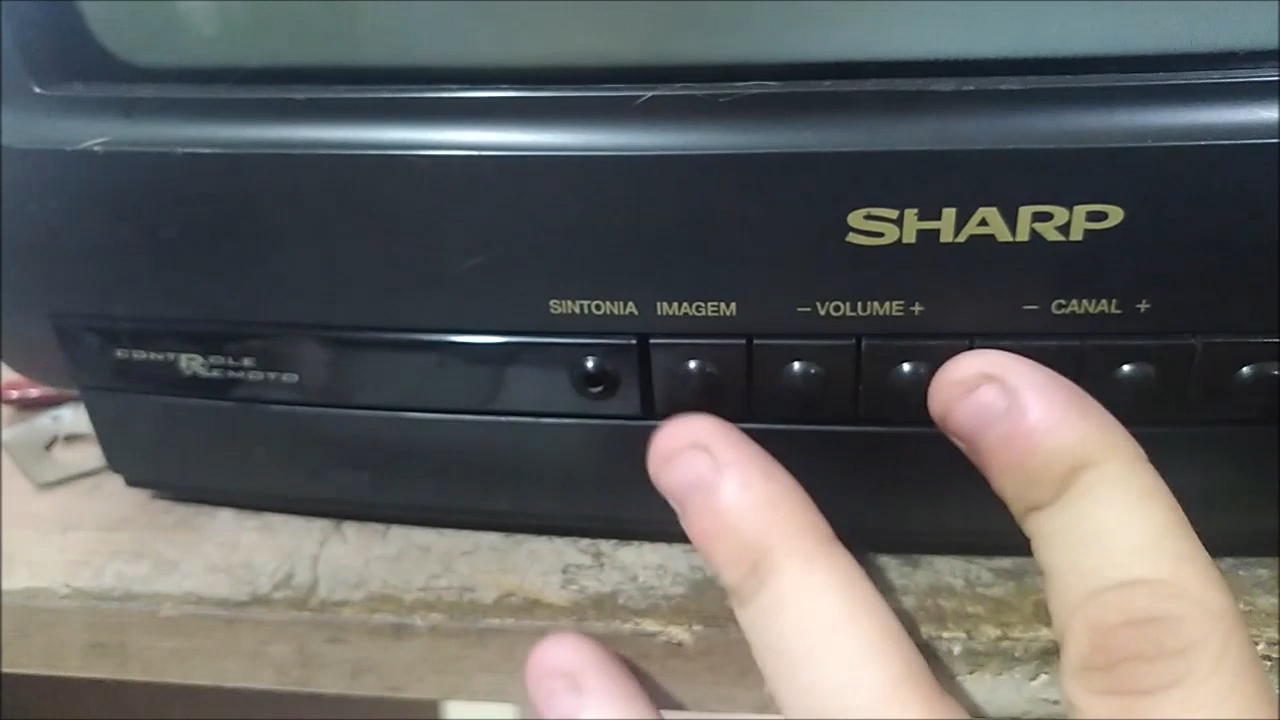 SHARP
SINTONIA IMAGEM – VOLUME + – CANAL +
CONTROLE
REMOTO